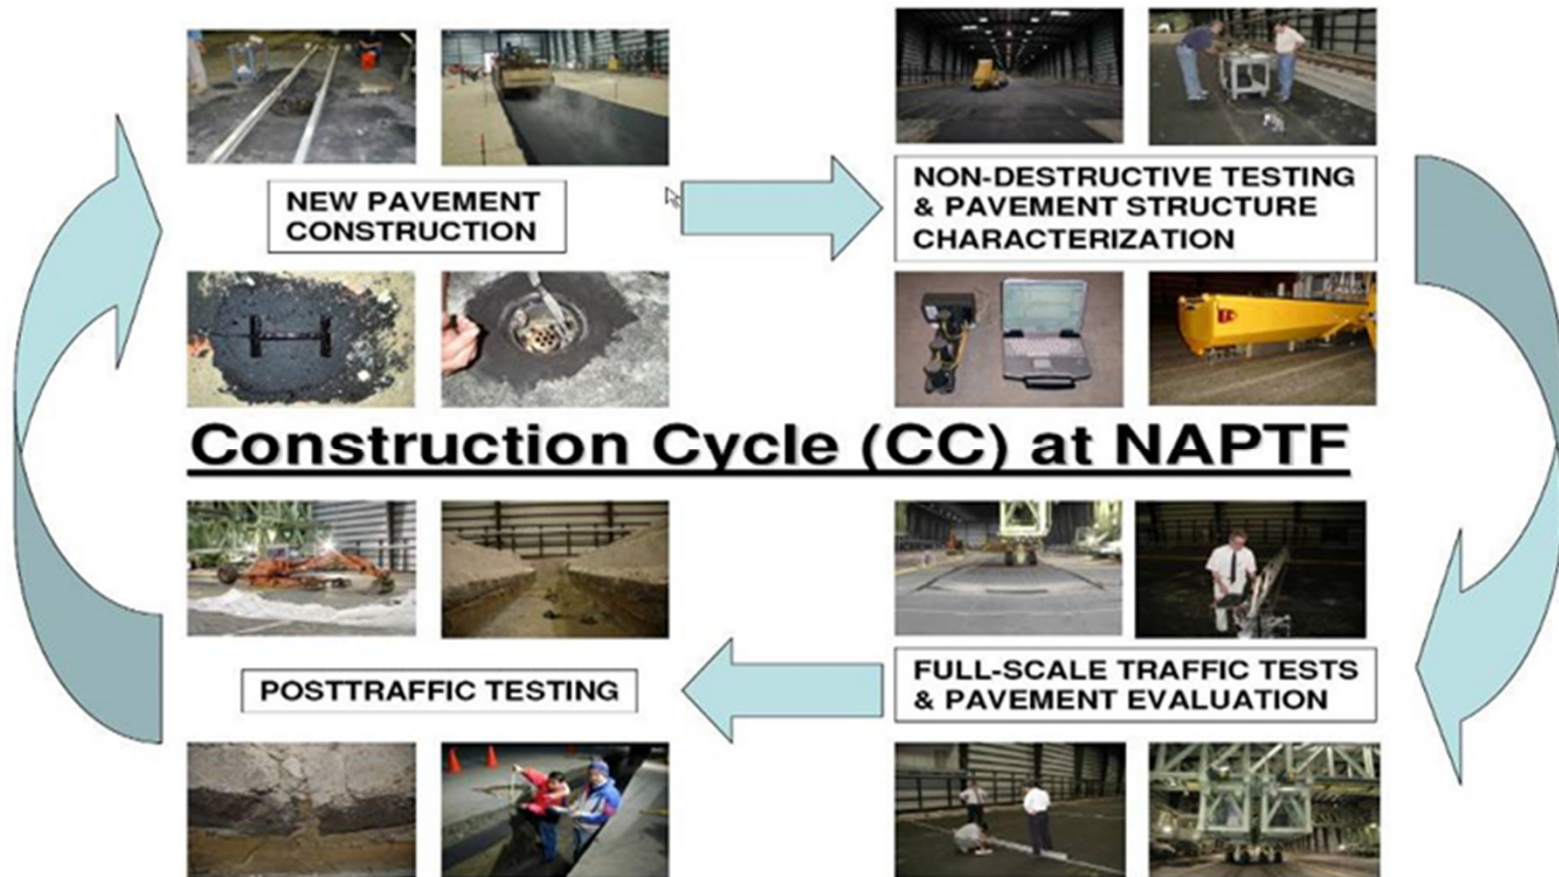 NEW PAVEMENT
CONSTRUCTION
NON-DESTRUCTIVE TESTING
& PAVEMENT STRUCTURE
CHARACTERIZATION
Construction Cycle (CC) at NAPTF
POSTTRAFFIC TESTING
FULL-SCALE TRAFFIC TESTS
& PAVEMENT EVALUATION